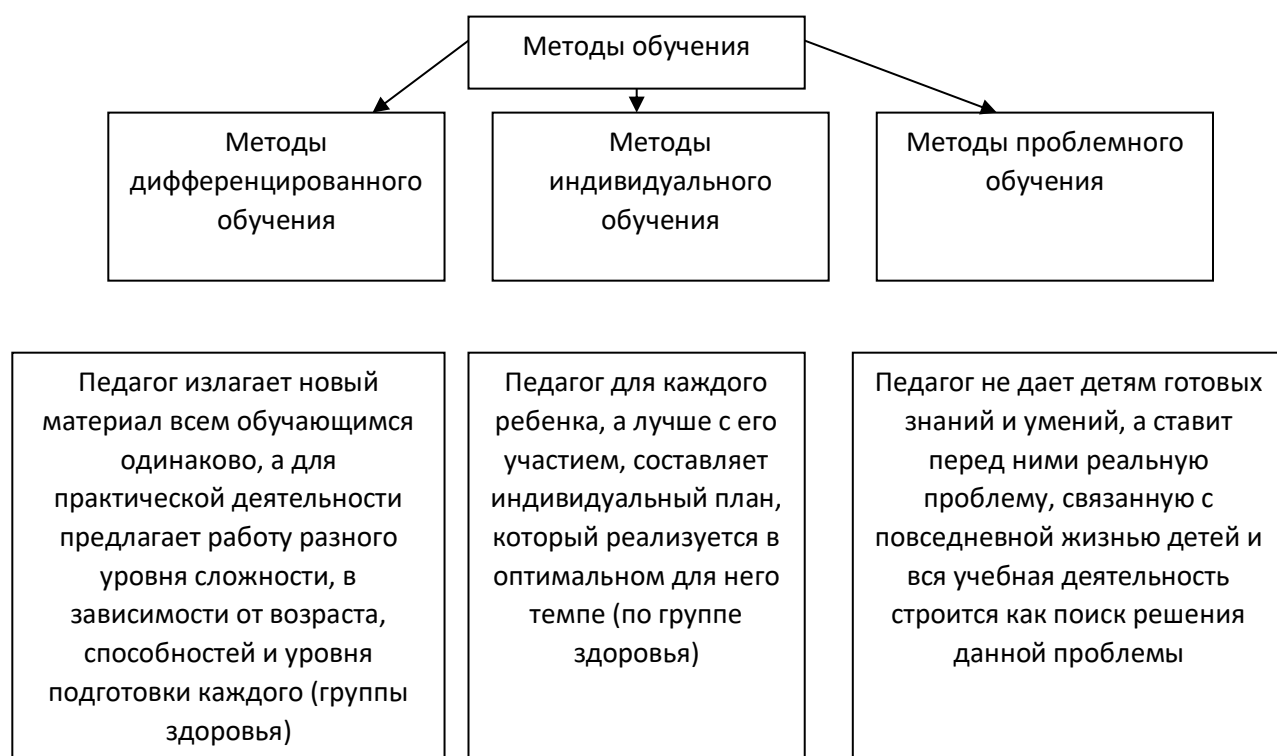 Методы обучения
Методы
дифференцированного
обучения
Методы
индивидуального
обучения
Методы проблемного
обучения
Педагог излагает новый
материал всем обучающимся
одинаково, а для
практической деятельности
предлагает работу разного
уровня сложности, в
зависимости от возраста,
способностей и уровня
подготовки каждого (группы
здоровья)
Педагог для каждого
ребенка, а лучше с его
участием, составляет
индивидуальный план,
который реализуется в
оптимальном для него
темпе (по группе
здоровья)
Педагог не дает детям готовых
знаний и умений, а ставит
перед ними реальную
проблему, связанную с
повседневной жизнью детей и
вся учебная деятельность
строится как поиск решения
данной проблемы